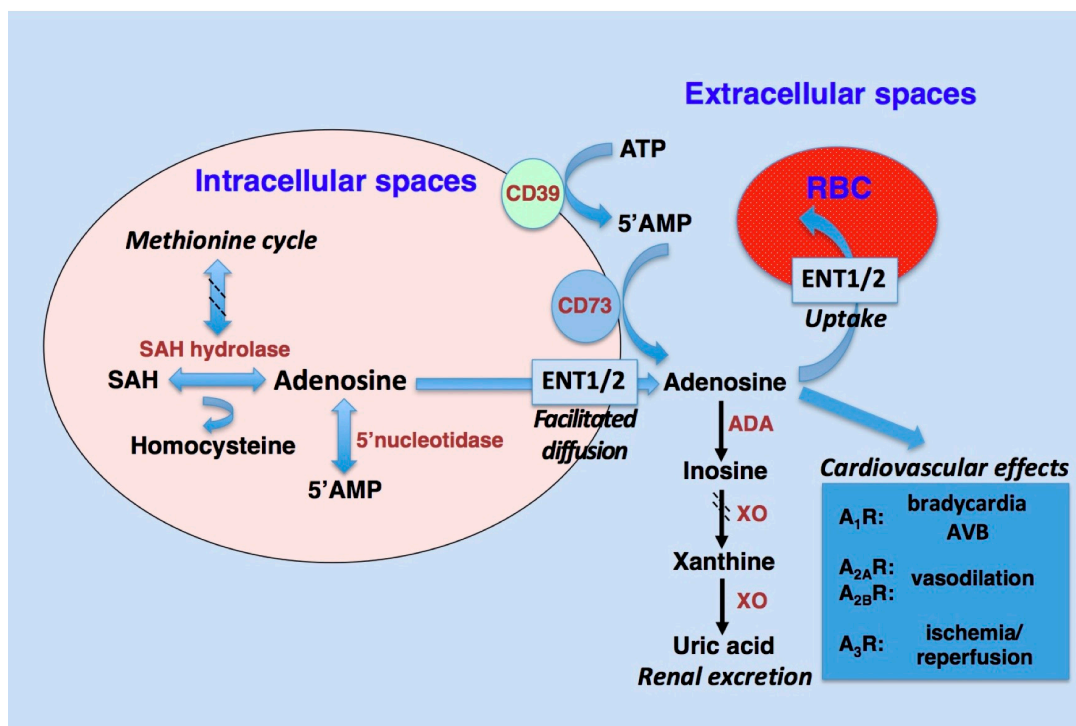 Extracellular spaces
Intracellular spaces
ATP
CD39
5’AMP
RBC
Methionine cycle
ENT1/2
Uptake
CD73
SAH hydrolase
SAH
Adenosine
ENT1/2
Adenosine
Facilitated
diffusion
Homocysteine
5’nucleotidase
5’AMP
ADA
Inosine
XO
Xanthine
XO
Uric acid
Renal excretion
Cardiovascular effects
A1R:
bradycardia
AVB
A2AR:
A2BR:
vasodilation
A3R:
ischemia/
reperfusion